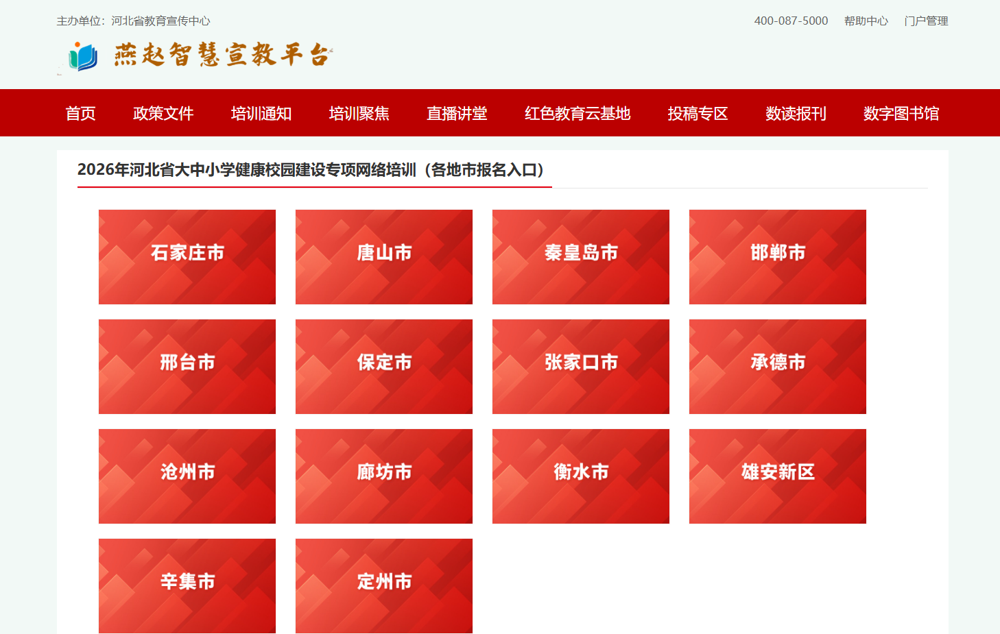 主办单位：河北省教育宣传中心
400-087-5000 帮助中心 门户管理
燕赵智慧宣教平台
首页 政策文件 培训通知 培训聚焦 直播讲堂 红色教育云基地 投稿专区 数读报刊 数字图书馆
2026年河北省大中小学健康校园建设专项网络培训（各地市报名入口）
石家庄市 唐山市 秦皇岛市 邯郸市
邢台市 保定市 张家口市 承德市
沧州市 廊坊市 衡水市 雄安新区
辛集市 定州市